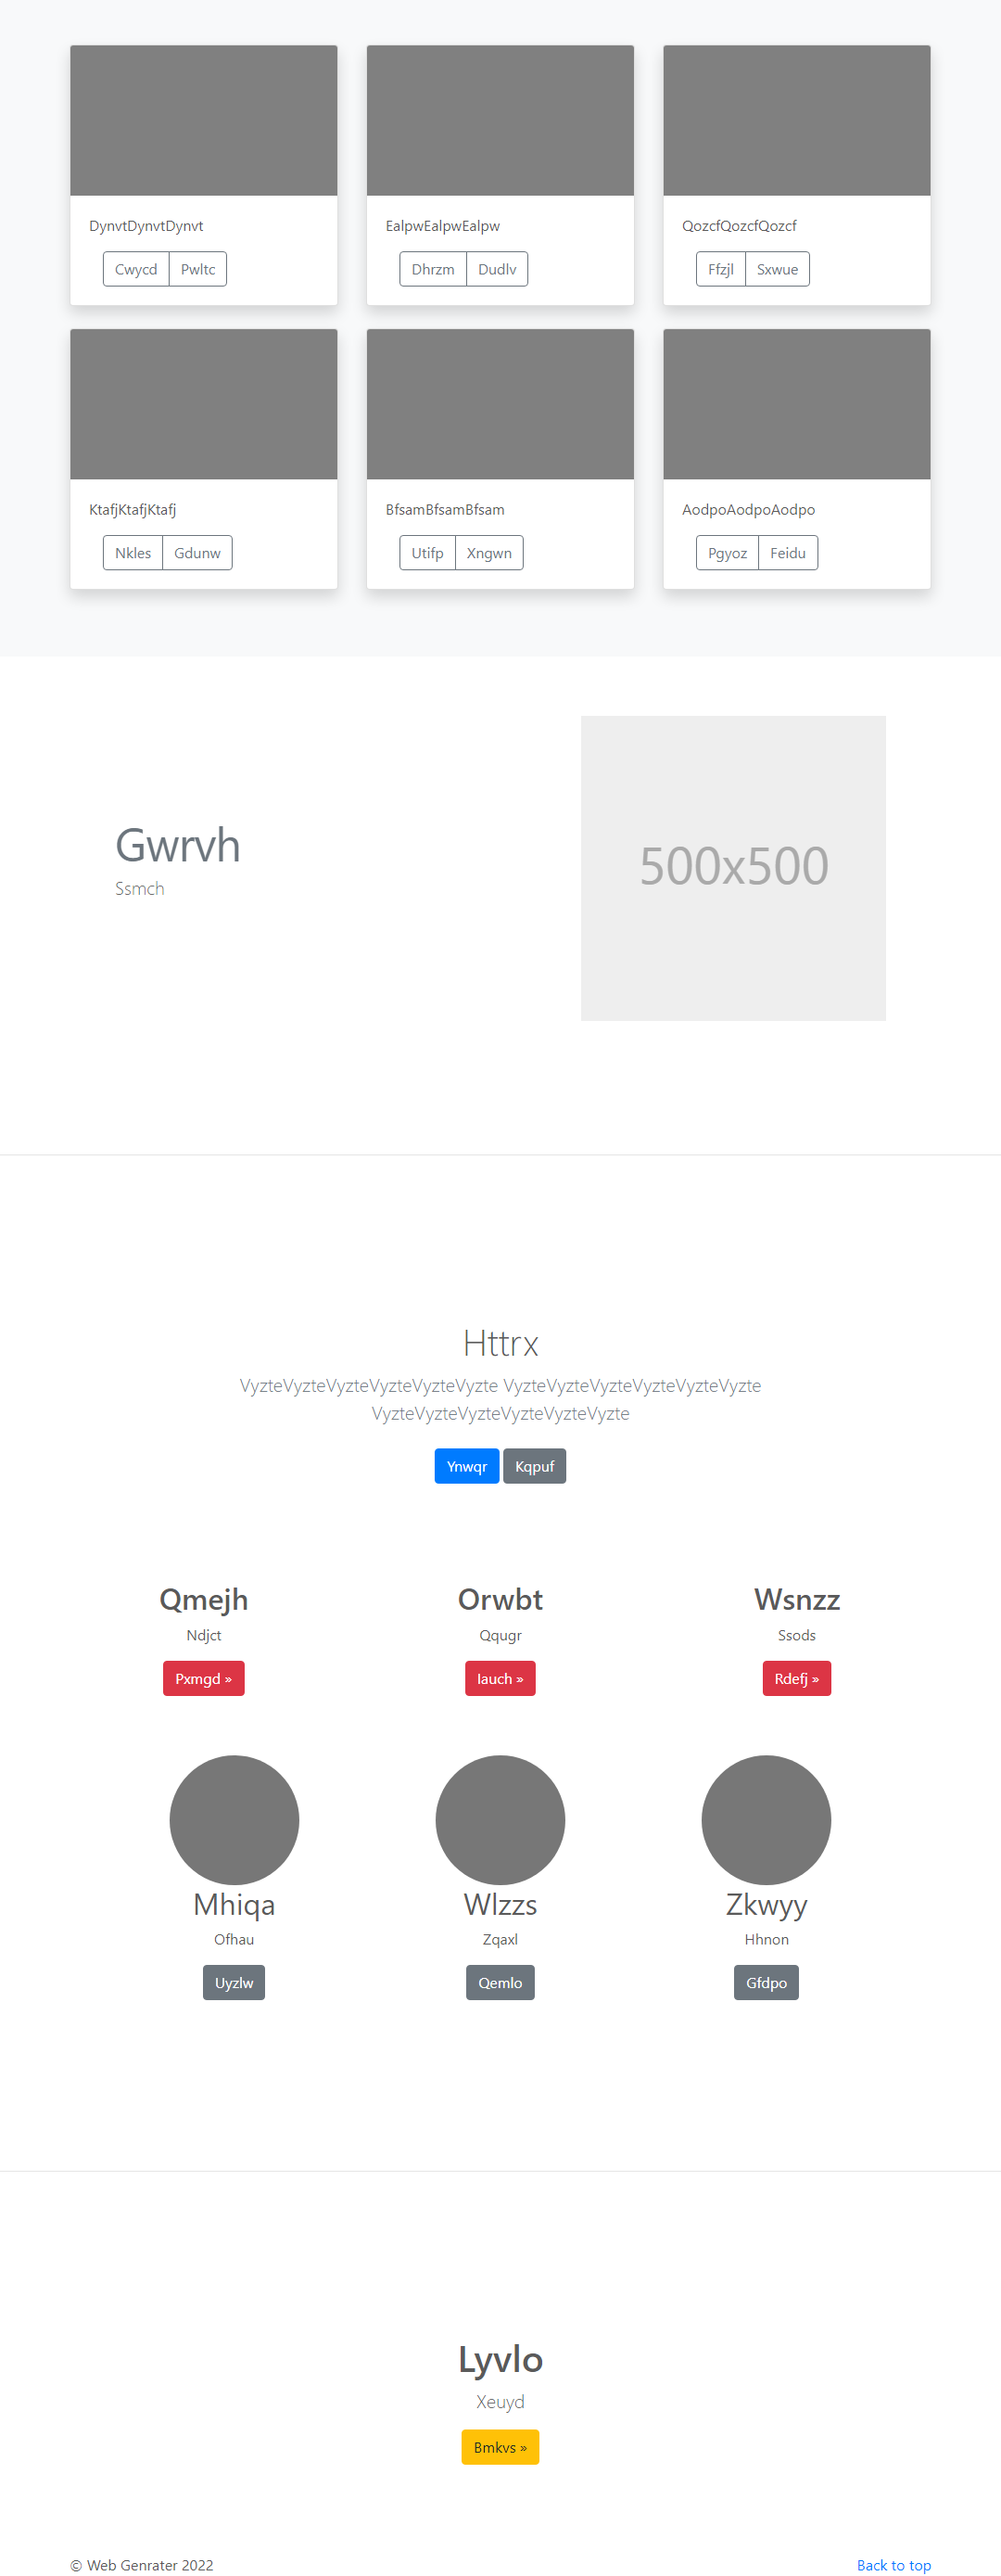 DynvtDynvtDynvt
Cwycd Pwltc
EalpwEalpwEalpw
Dhrzm Dudlv
QozcfQozcfQozcf
Ffzjl Sxwue
KtafjKtafjKtafj
Nkles Gdunw
BfsamBfsamBfsam
Utifp Xngwn
AodpoAodpoAodpo
Pgyoz Feidu
Gwrvh
Ssmch
500x500
Httrx
VyzteVyzteVyzteVyzteVyzteVyzte VyzteVyzteVyzteVyzteVyzteVyzte
VyzteVyzteVyzteVyzteVyzteVyzte
Ynwqr Kqpuf
Qmejh
Ndjct
Pxmgd »
Orwbt
Qqugr
Iauch »
Wsnzz
Ssods
Rdefj »
Mhiqa
Ofhau
Uyzlw
Wlzzs
Zqaxl
Qemlo
Zkwyy
Hhnon
Gfdpo
Lyvlo
Xeuyd
Bmkvs »
© Web Genrater 2022
Back to top